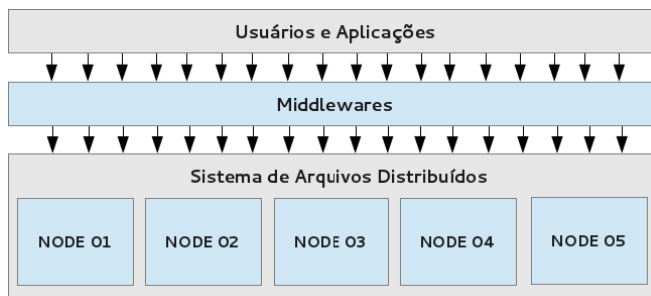 Usuários e Aplicações
Middlewares
Sistema de Arquivos Distribuídos
NODE 01 NODE 02 NODE 03 NODE 04 NODE 05